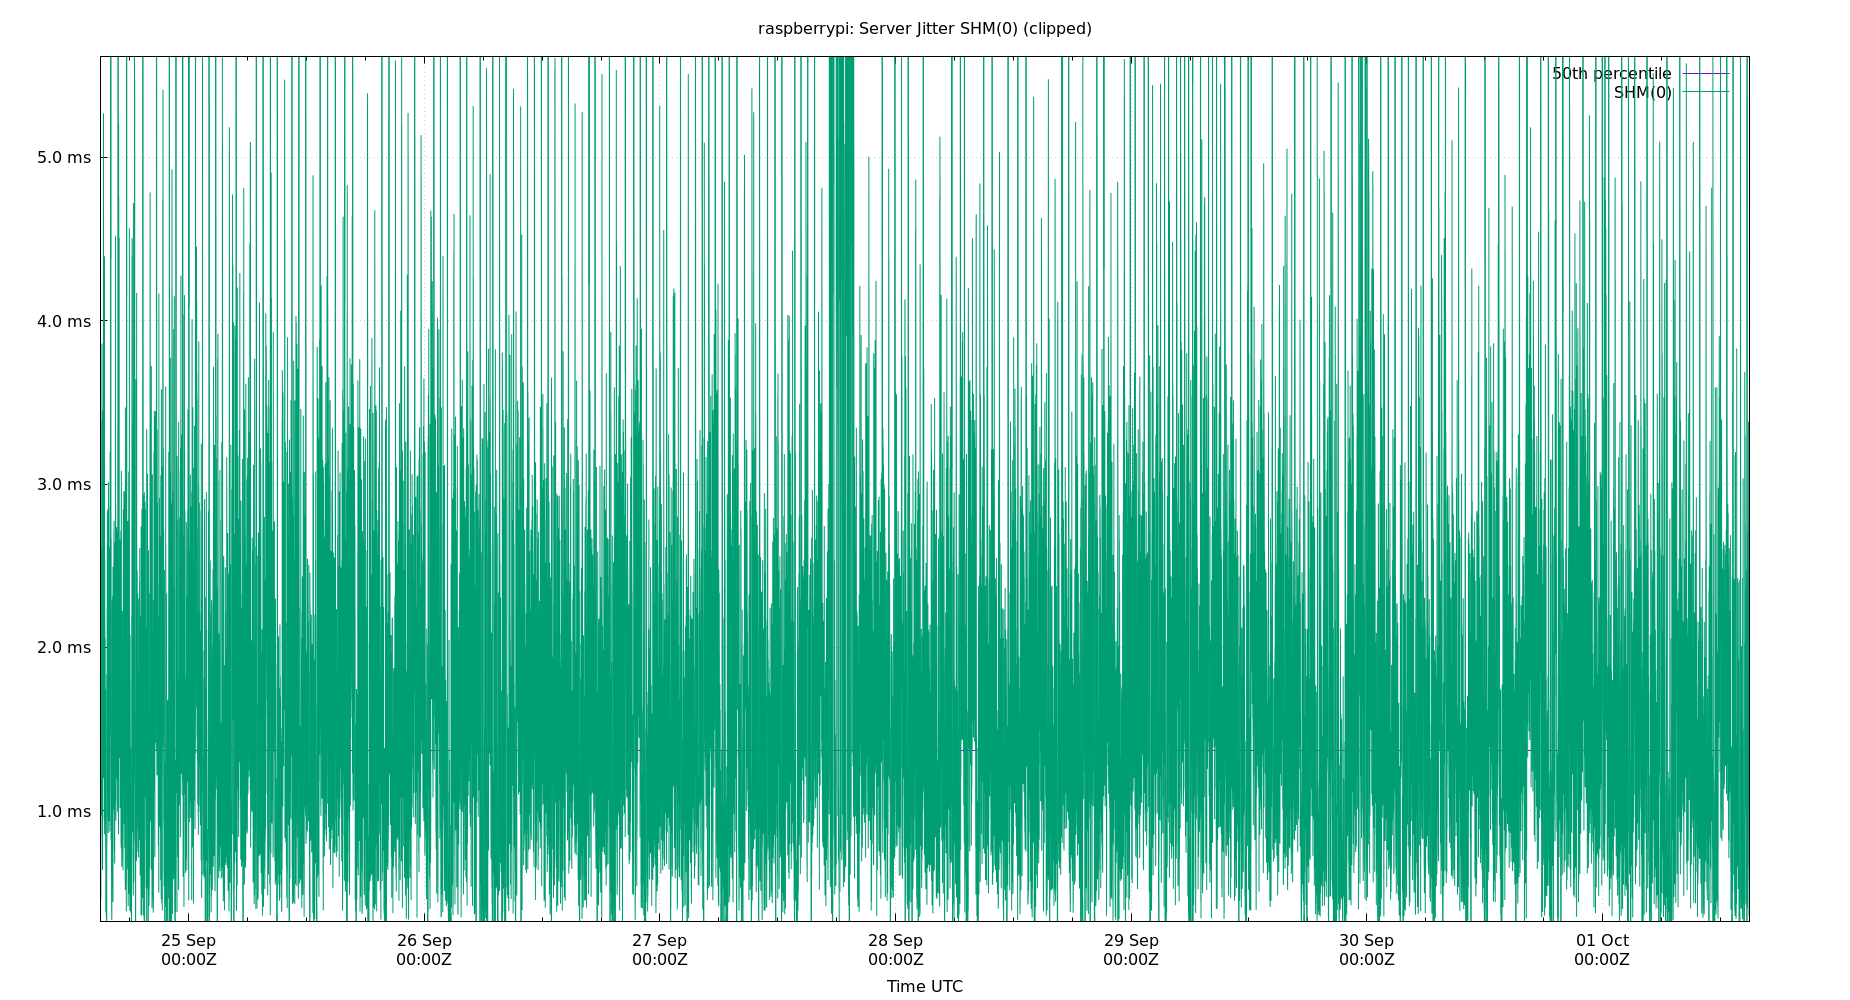 raspberrypi: Server Jitter SHM(0) (clipped)
50th percentile
SHM(0)
5.0 ms
4.0 ms
3.0 ms
2.0 ms
1.0 ms
25 Sep 26 Sep 27 Sep 28 Sep 29 Sep 30 Sep 01 Oct
00:00Z 00:00Z 00:00Z 00:00Z 00:00Z 00:00Z 00:00Z
Time UTC